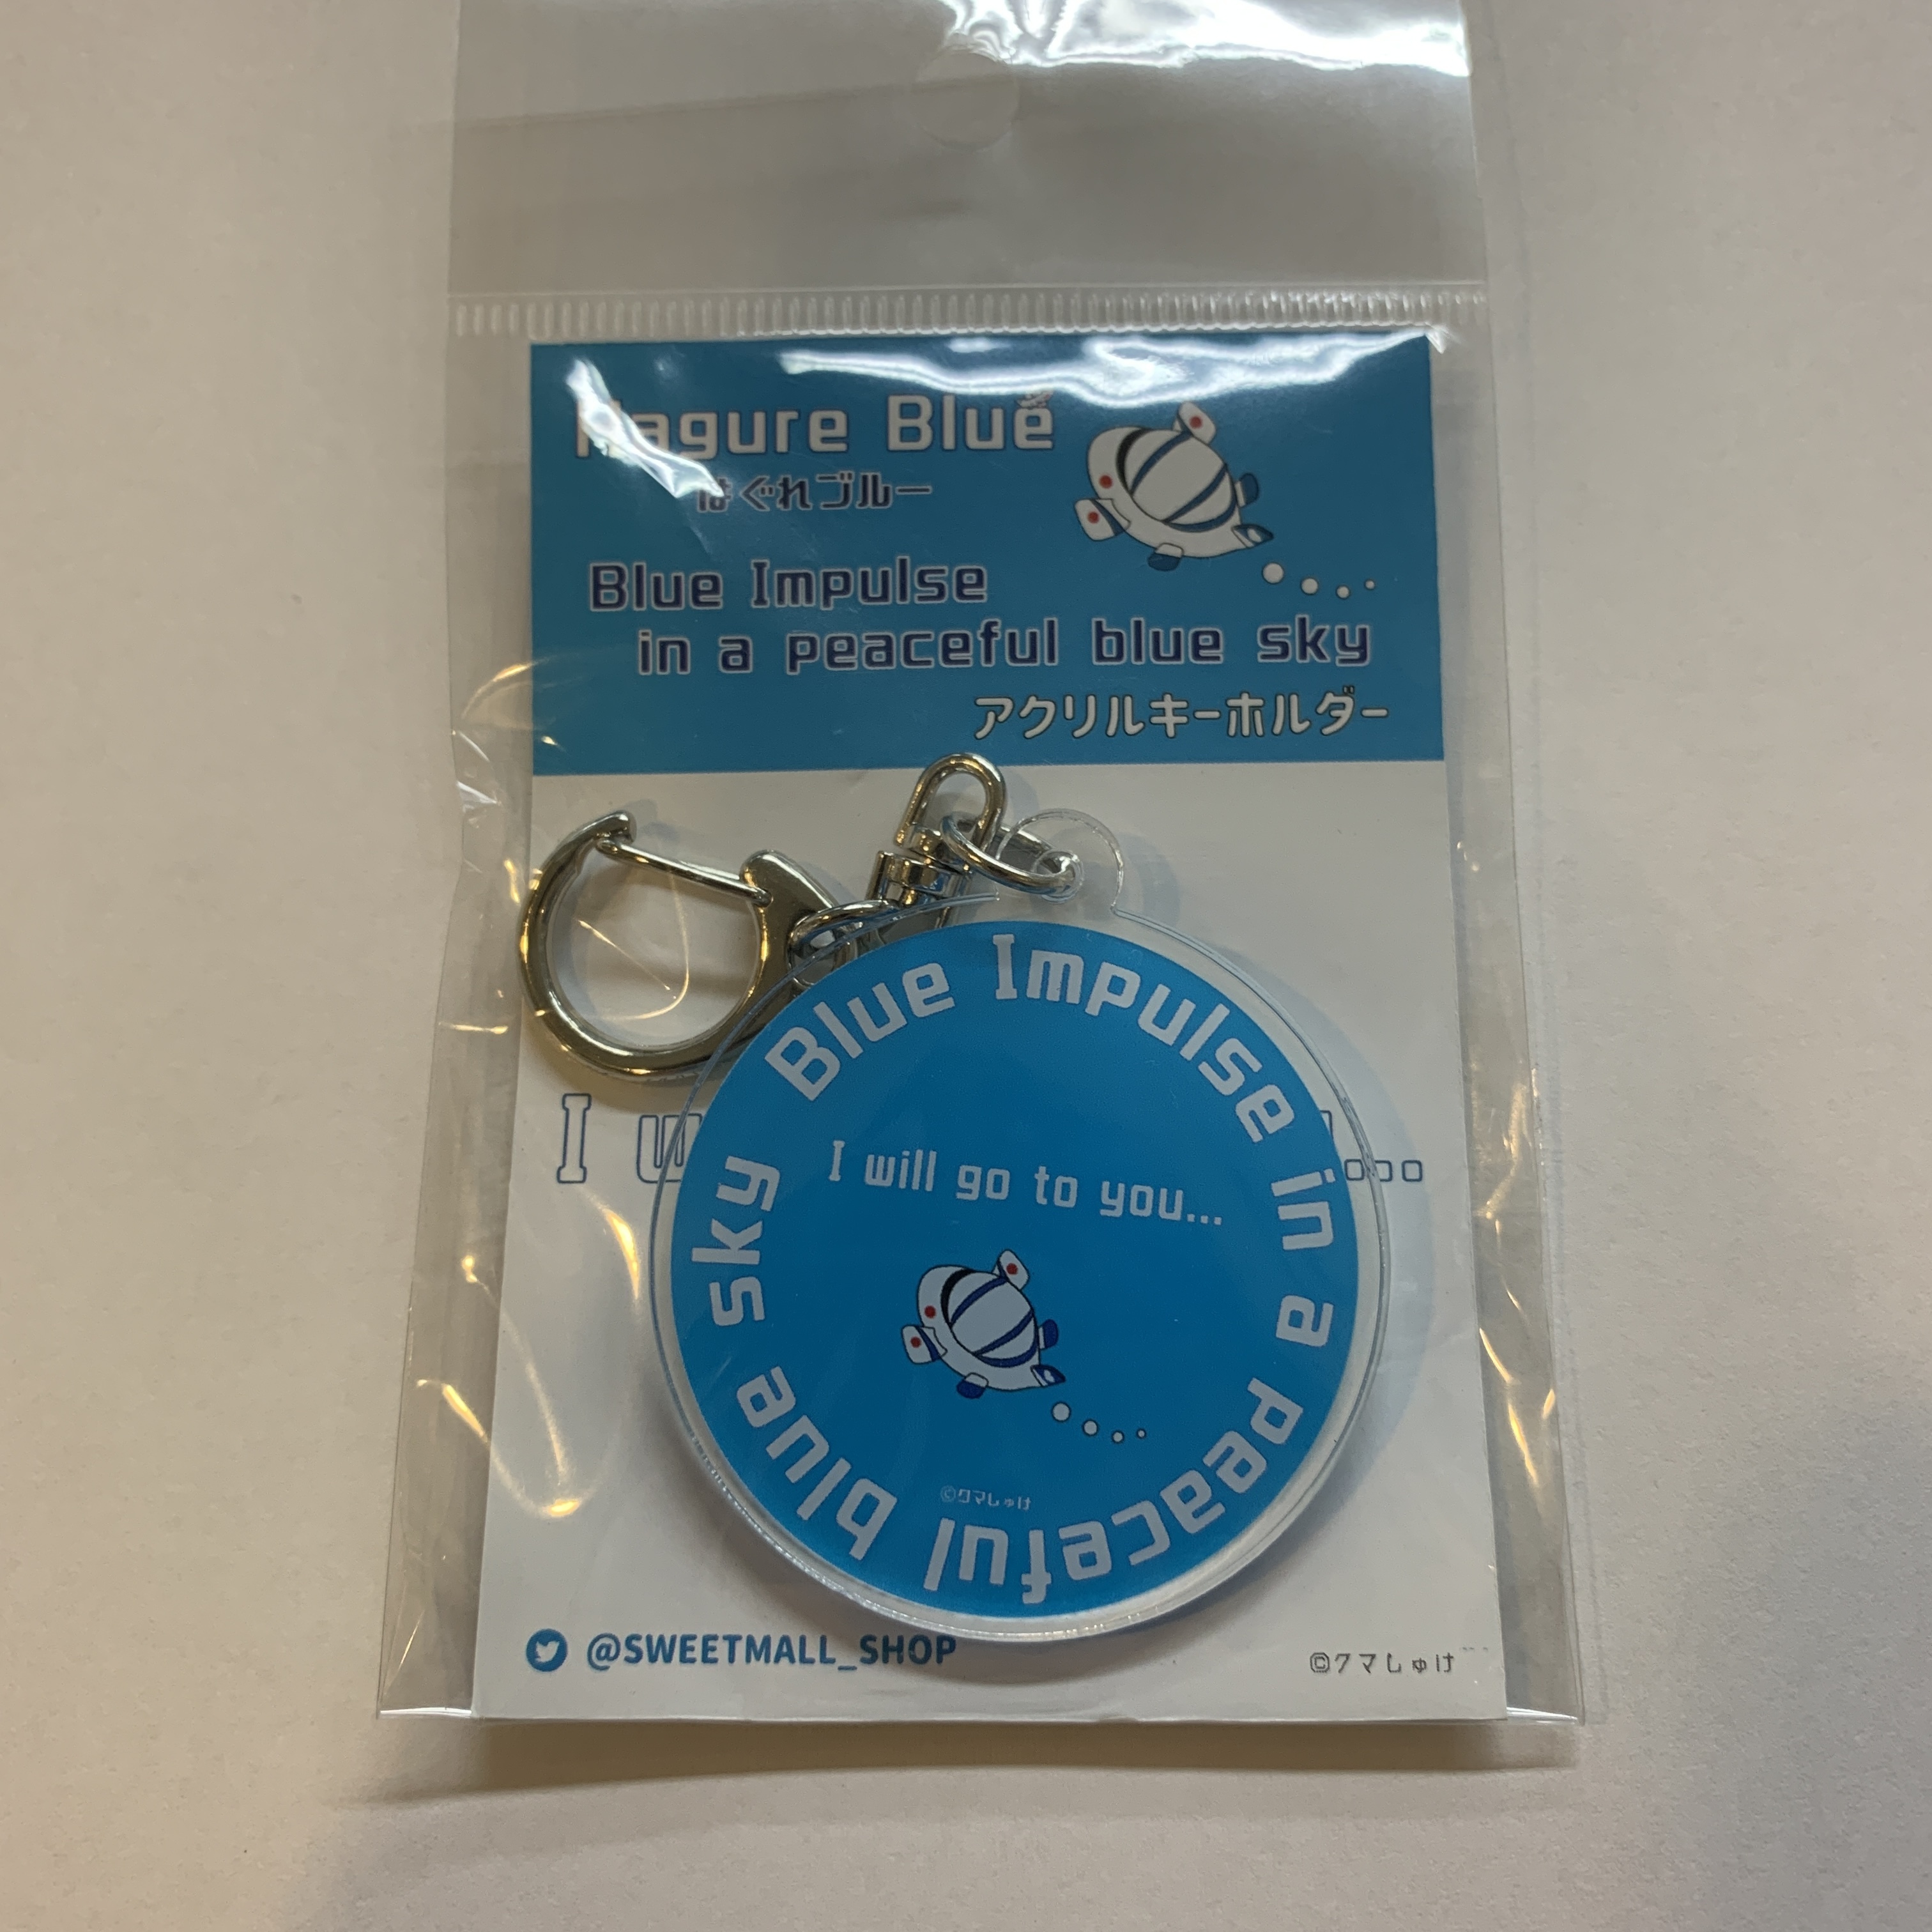 Hagure Blue
はぐれブルー
Blue Impulse
in a peaceful blue sky
アクリルキーホルダー
Blue Impulse in a peaceful blue sky
I will go to you...
©クマしゅけ
I w
...
@SWEETMALL_SHOP
©クマしゅけ